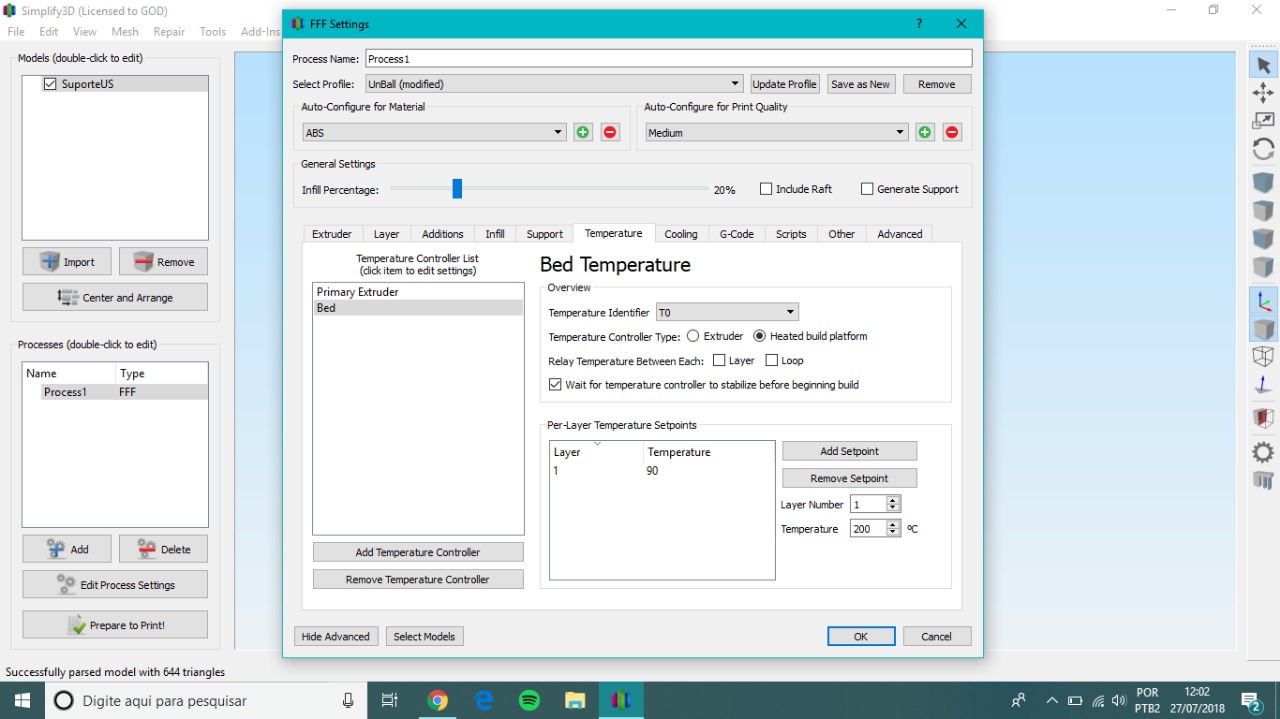 Simplify3D (Licensed to GOD)
File Edit View Mesh Repair Tools Add-Ins
Models (double-click to edit)
SuporteUS
Import Remove
Center and Arrange
Processes (double-click to edit)
Name Type
Process1 FFF
Add Delete
Edit Process Settings
Prepare to Print!
Successfully parsed model with 644 triangles
FFF Settings ?
Process Name: Process1
Select Profile: UnBall (modified) Update Profile Save as New Remove
Auto-Configure for Material
ABS
Auto-Configure for Print Quality
Medium
General Settings
Infill Percentage: 20% Include Raft Generate Support
Extruder Layer Additions Infill Support Temperature Cooling G-Code Scripts Other Advanced
Temperature Controller List
(click item to edit settings)
Primary Extruder
Bed
Add Temperature Controller
Remove Temperature Controller
Bed Temperature
Overview
Temperature Identifier T0
Temperature Controller Type: Extruder Heated build platform
Relay Temperature Between Each: Layer Loop
Wait for temperature controller to stabilize before beginning build
Per-Layer Temperature Setpoints
Layer Temperature
1 90
Add Setpoint
Remove Setpoint
Layer Number 1
Temperature 200 ºC
Hide Advanced Select Models OK Cancel
Digite aqui para pesquisar
POR
PTB2
12:02
27/07/2018
2